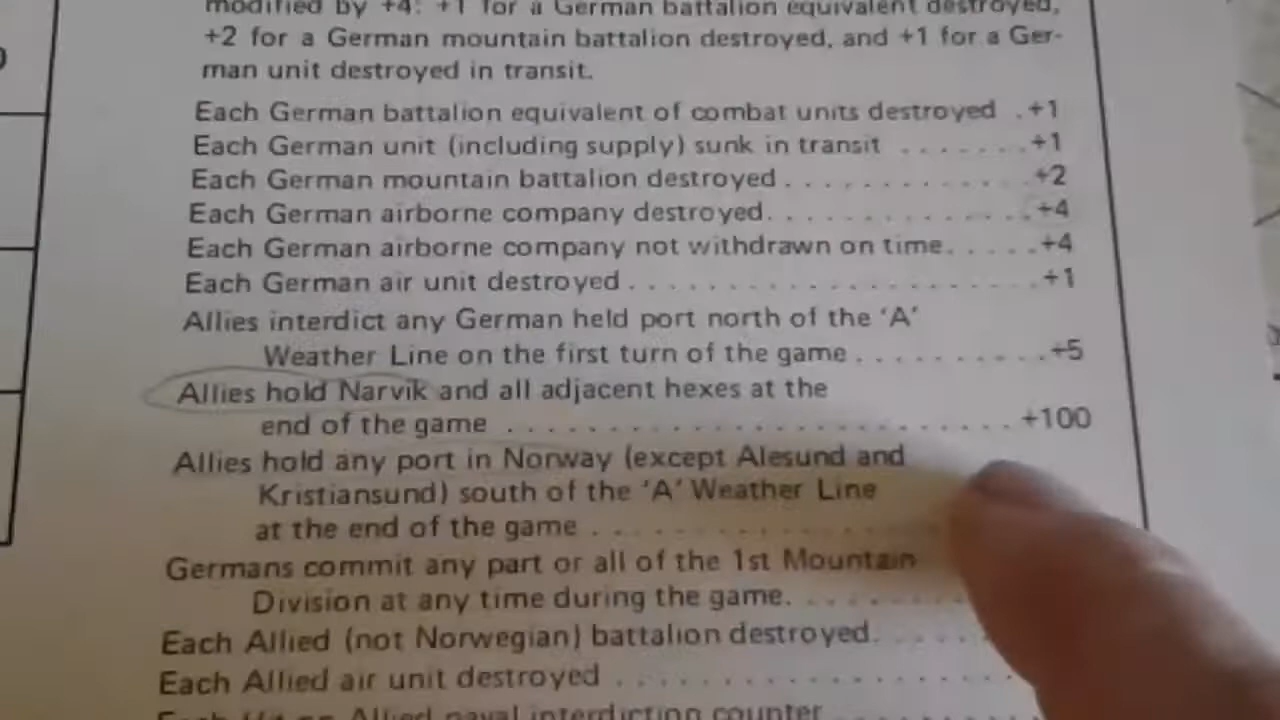 modified by +4: +1 for a German battalion equivalent destroyed,
+2 for a German mountain battalion destroyed, and +1 for a Ger-
man unit destroyed in transit.
Each German battalion equivalent of combat units destroyed . +1
Each German unit (including supply) sunk in transit . . . . . . . +1
Each German mountain battalion destroyed . . . . . . . . . . . . . +2
Each German airborne company destroyed. . . . . . . . . . . . . . +4
Each German airborne company not withdrawn on time. . . . . . +4
Each German air unit destroyed . . . . . . . . . . . . . . . . . . . . . +1
Allies interdict any German held port north of the 'A'
Weather Line on the first turn of the game . . . . . . . . . . +5
Allies hold Narvik and all adjacent hexes at the
end of the game . . . . . . . . . . . . . . . . . . . . . . . . . +100
Allies hold any port in Norway (except Alesund and
Kristiansund) south of the 'A' Weather Line
at the end of the game . . . . . . . . . . . . . . . . .
Germans commit any part or all of the 1st Mountain
Division at any time during the game. . . . . . . . .
Each Allied (not Norwegian) battalion destroyed. . . . . .
Each Allied air unit destroyed . . . . . . . . . . . . . . . . . .
Each Hit on Allied naval interdiction counter